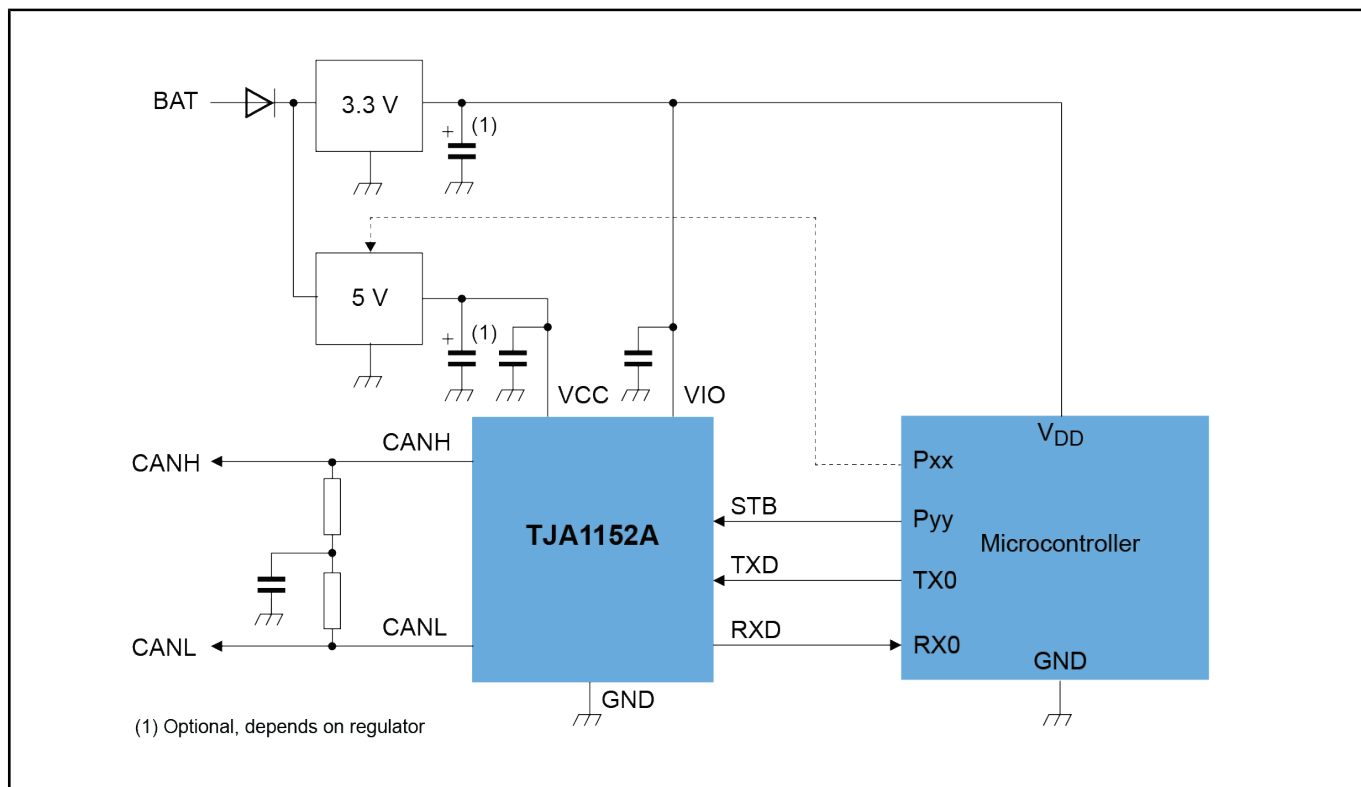 BAT
3.3 V
+ (1)
5 V
+ (1)
VCC
VIO
CANH
CANH
VDD
Pxx
STB
Pyy
TJA1152A
Microcontroller
TXD
TX0
CANL
CANL
RXD
RX0
GND
GND
(1) Optional, depends on regulator